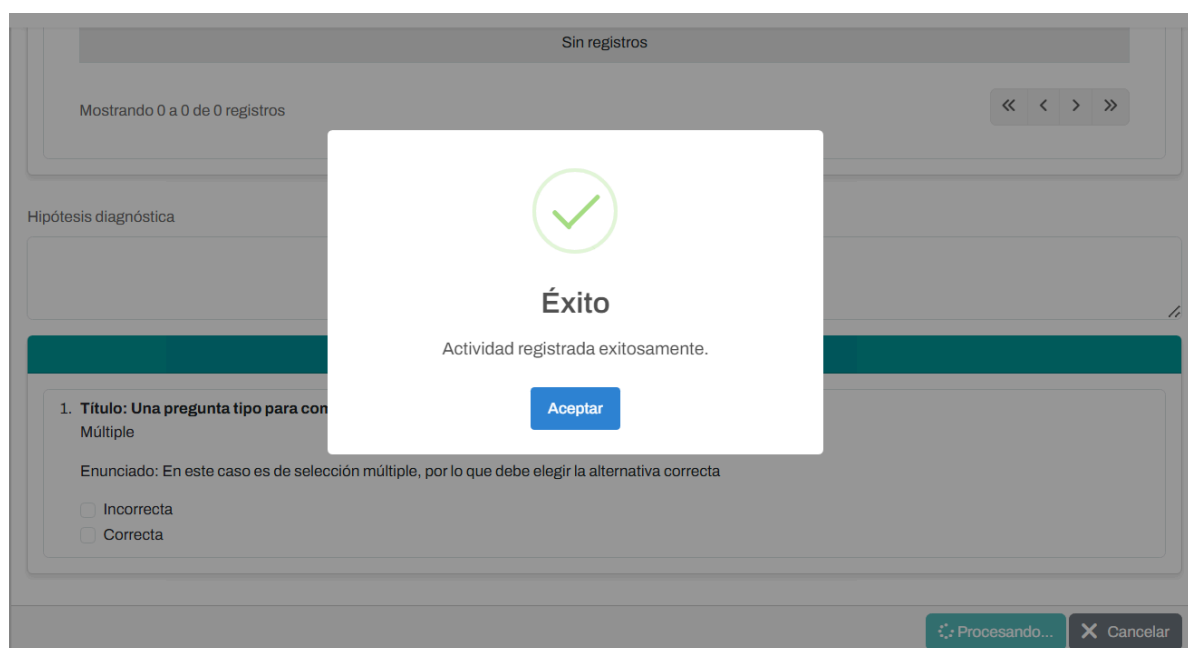 Sin registros
Mostrando 0 a 0 de 0 registros
Hipótesis diagnóstica
Éxito
Actividad registrada exitosamente.
Aceptar
1. Título: Una pregunta tipo para
Múltiple
Enunciado: En este caso es de selección múltiple, por lo que debe elegir la alternativa correcta
Incorrecta
Correcta
Procesando... Cancelar